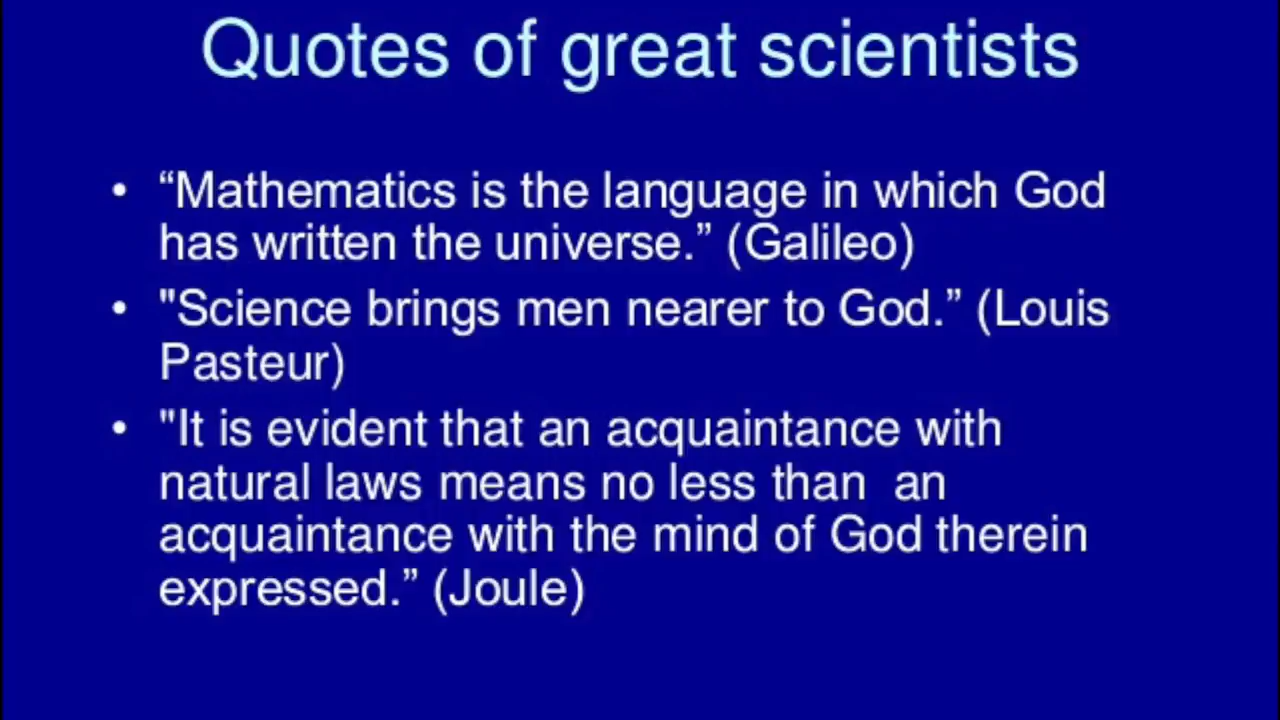 Quotes of great scientists
• “Mathematics is the language in which God
has written the universe.” (Galileo)
• "Science brings men nearer to God.” (Louis
Pasteur)
• "It is evident that an acquaintance with
natural laws means no less than  an
acquaintance with the mind of God therein
expressed.” (Joule)